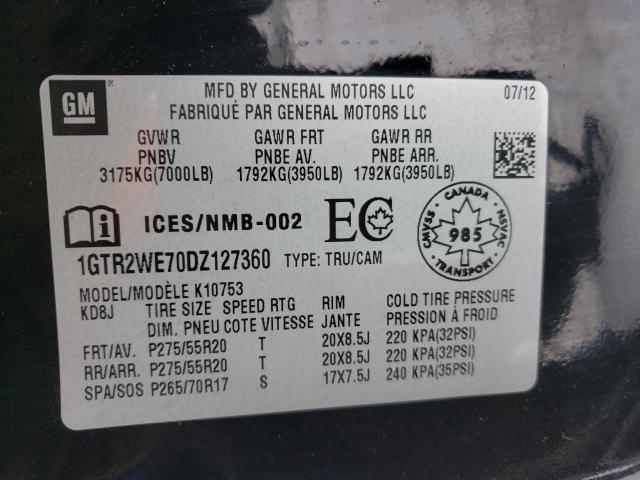 GM
MFD BY GENERAL MOTORS LLC 07/12
FABRIQUÉ PAR GENERAL MOTORS LLC
GVWR GAWR FRT GAWR RR
PNBV PNBE AV. PNBE ARR.
3175KG(7000LB) 1792KG(3950LB) 1792KG(3950LB)
ICES/NMB-002 EC
CANADA CMVSS 985 NSVAC TRANSPORT
1GTR2WE70DZ127360 TYPE: TRU/CAM
MODEL/MODÈLE K10753
KD8J TIRE SIZE SPEED RTG RIM COLD TIRE PRESSURE
DIM. PNEU COTE VITESSE JANTE PRESSION À FROID
FRT/AV. P275/55R20 T 20X8.5J 220 KPA(32PSI)
RR/ARR. P275/55R20 T 20X8.5J 220 KPA(32PSI)
SPA/SOS P265/70R17 S 17X7.5J 240 KPA(35PSI)